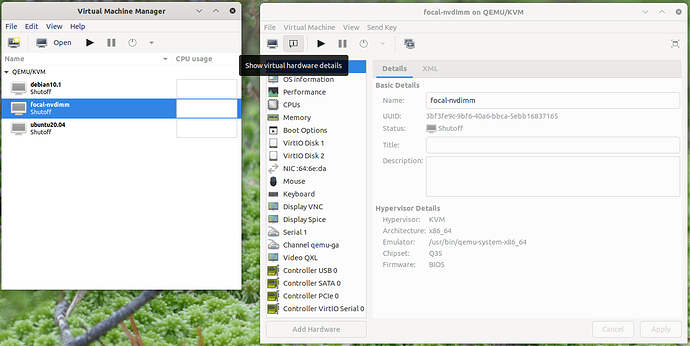 Virtual Machine Manager
File Edit View Help
Open
Name CPU usage
QEMU/KVM
debian10.1
Shutoff
focal-nvdimm
Shutoff
ubuntu20.04
Shutoff
focal-nvdimm on QEMU/KVM
File Virtual Machine View Send Key
Show virtual hardware details
OS information
Performance
CPUs
Memory
Boot Options
VirtIO Disk 1
VirtIO Disk 2
NIC :64:6e:da
Mouse
Keyboard
Display VNC
Display Spice
Serial 1
Channel qemu-ga
Video QXL
Controller USB 0
Controller SATA 0
Controller PCIe 0
Controller VirtIO Serial 0
Add Hardware
Details XML
Basic Details
Name: focal-nvdimm
UUID: 3bf3fe9c-9bf6-40a6-bbca-5ebb16837165
Status: Shutoff
Title:
Description:
Hypervisor Details
Hypervisor: KVM
Architecture: x86_64
Emulator: /usr/bin/qemu-system-x86_64
Chipset: Q35
Firmware: BIOS
Cancel Apply